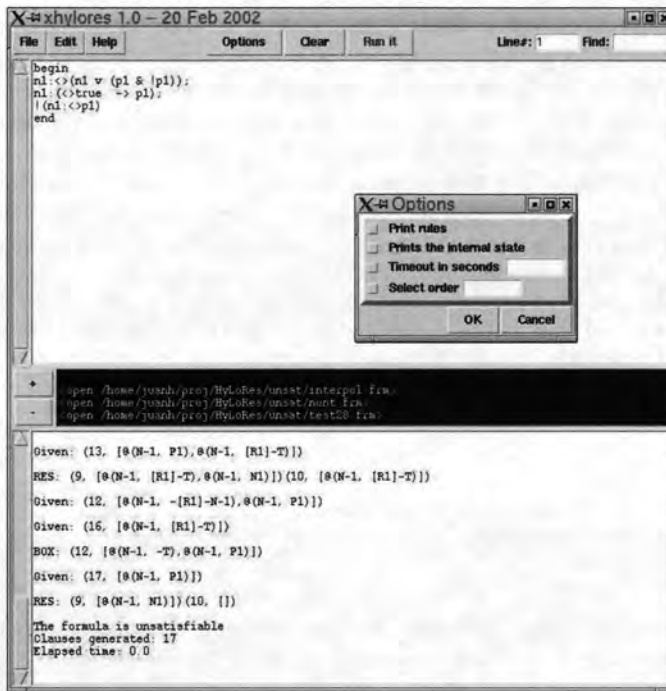 xhylores 1.0 – 20 Feb 2002
File Edit Help Options Clear Run it Line#: 1 Find:
begin
n1:<>(n1 v (p1 & !p1));
n1:(<>true -> p1);
!(n1:<>p1)
end
Options
Print rules
Prints the internal state
Timeout in seconds
Select order
OK Cancel
+
<open /home/juanh/proj/HyLoRes/unsat/interpol.frm>
<open /home/juanh/proj/HyLoRes/unsat/nunt.frm>
-
<open /home/juanh/proj/HyLoRes/unsat/test28.frm>
Given: (13, [@(N-1, P1),@(N-1, [R1]-T)])
RES: (9, [@(N-1, [R1]-T),@(N-1, N1)])(10, [@(N-1, [R1]-T)])
Given: (12, [@(N-1, -[R1]-N-1),@(N-1, P1)])
Given: (16, [@(N-1, [R1]-T)])
BOX: (12, [@(N-1, -T),@(N-1, P1)])
Given: (17, [@(N-1, P1)])
RES: (9, [@(N-1, N1)])(10, [])
The formula is unsatisfiable
Clauses generated: 17
Elapsed time: 0.0